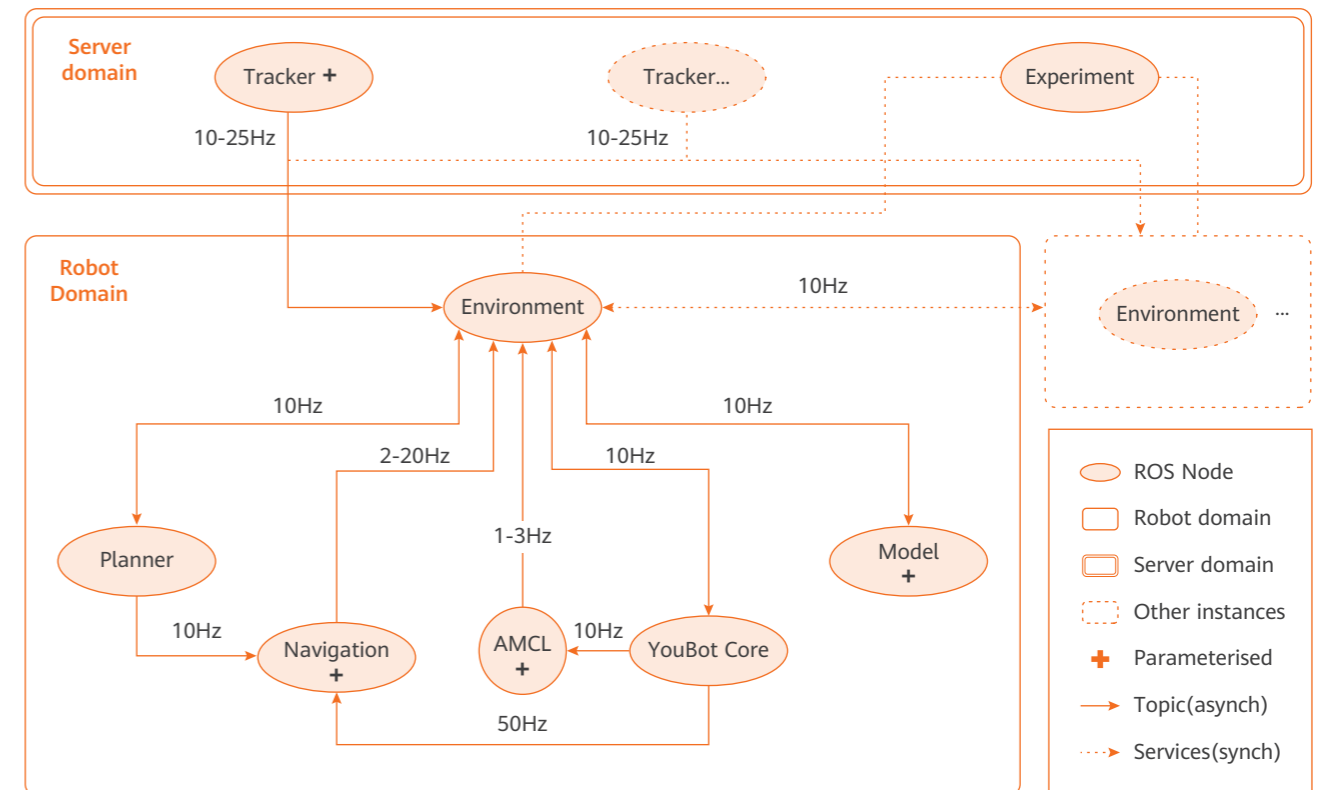 Server
domain
Tracker +
Tracker...
Experiment
10-25Hz
10-25Hz
Robot
Domain
Environment
10Hz
Environment
...
10Hz
10Hz
2-20Hz
10Hz
1-3Hz
Planner
Model
+
10Hz
Navigation
+
AMCL
+
10Hz
YouBot Core
50Hz
ROS Node
Robot domain
Server domain
Other instances
+ Parameterised
Topic(asynch)
Services(synch)